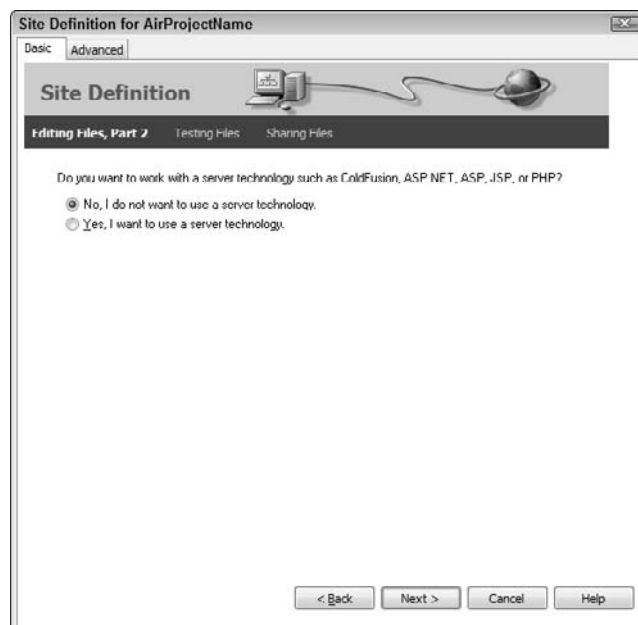 Site Definition for AirProjectName
Basic Advanced
Site Definition
Editing Files, Part 2 Testing Files Sharing Files
Do you want to work with a server technology such as ColdFusion, ASP.NET, ASP, JSP, or PHP?
No, I do not want to use a server technology.
Yes, I want to use a server technology.
< Back Next > Cancel Help